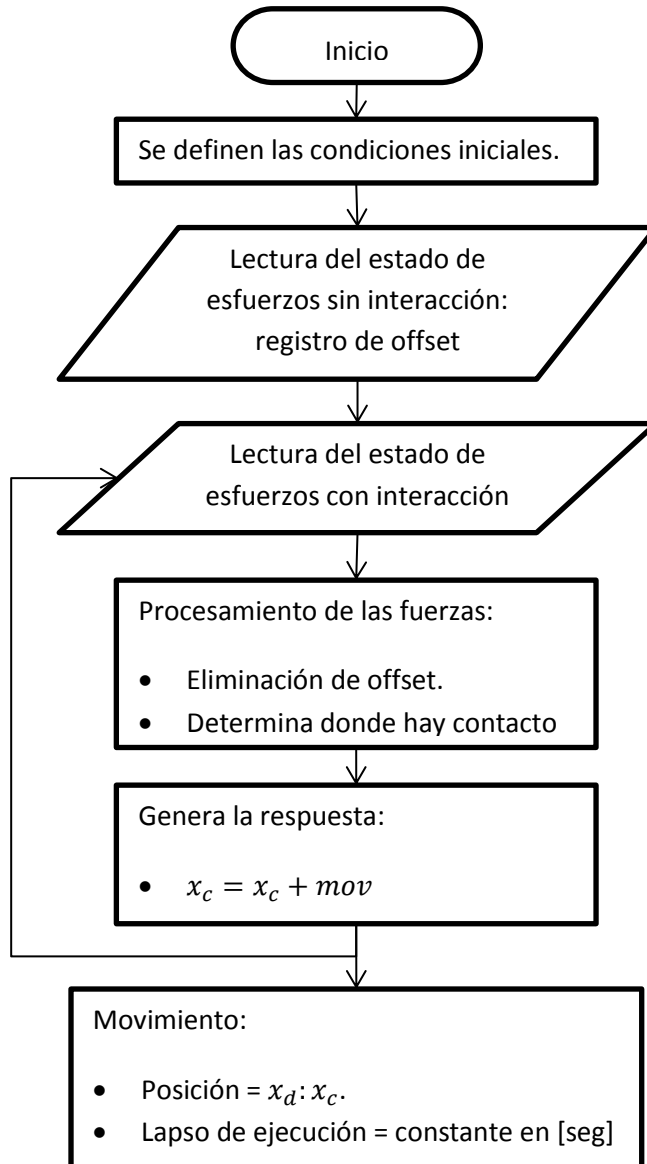 Inicio
Se definen las condiciones iniciales.
Lectura del estado de
esfuerzos sin interacción:
registro de offset
Lectura del estado de
esfuerzos con interacción
Procesamiento de las fuerzas:
• Eliminación de offset.
• Determina donde hay contacto
Genera la respuesta:
• $x_c = x_c + mov$
Movimiento:
• Posición = $x_d : x_c$.
• Lapso de ejecución = constante en [seg]